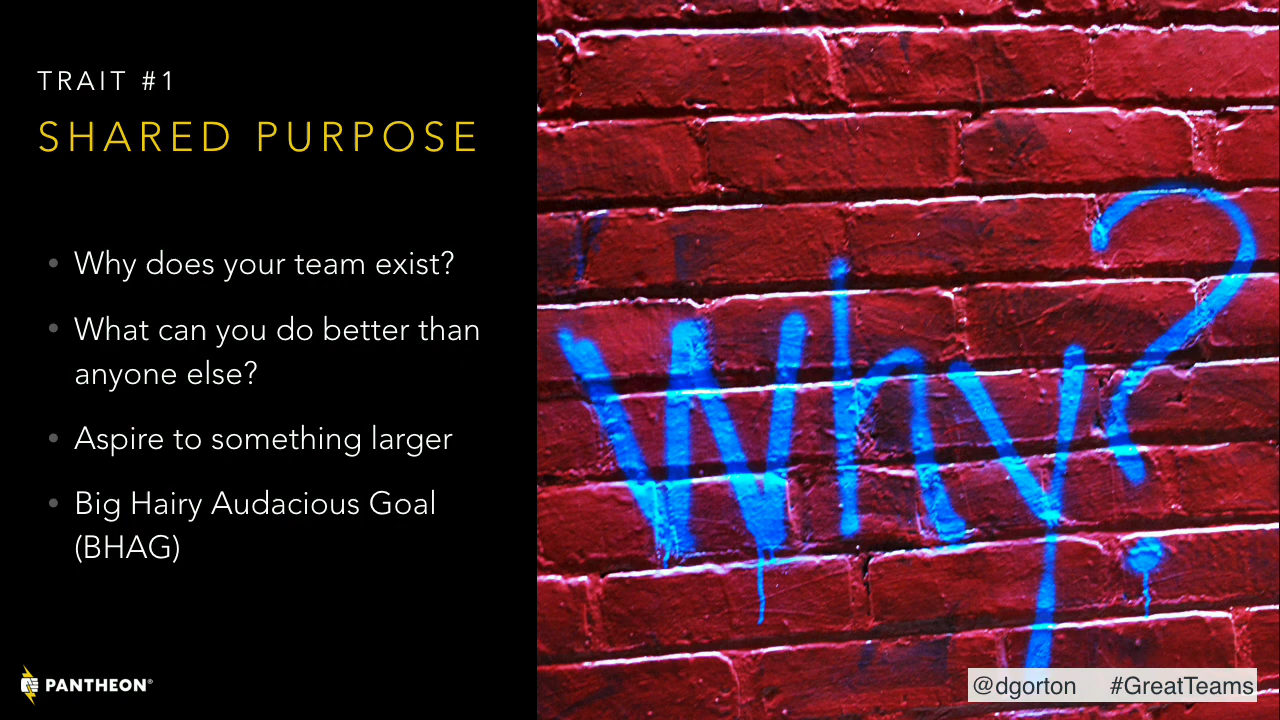 TRAIT #1
SHARED PURPOSE
• Why does your team exist?
• What can you do better than
anyone else?
• Aspire to something larger
• Big Hairy Audacious Goal
(BHAG)
Why?
PANTHEON®
@dgorton #GreatTeams